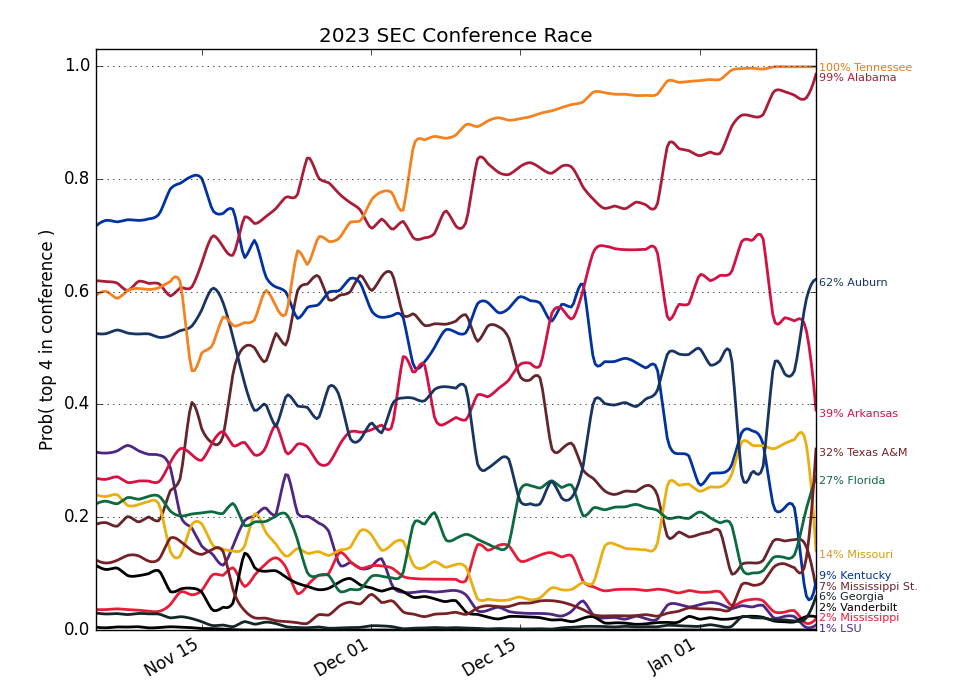 2023 SEC Conference Race
Prob( top 4 in conference )
1.0
0.8
0.6
0.4
0.2
0.0
Nov 15
Dec 01
Dec 15
Jan 01
100% Tennessee
99% Alabama
62% Auburn
39% Arkansas
32% Texas A&M
27% Florida
14% Missouri
9% Kentucky
7% Mississippi St.
6% Georgia
2% Vanderbilt
2% Mississippi
1% LSU